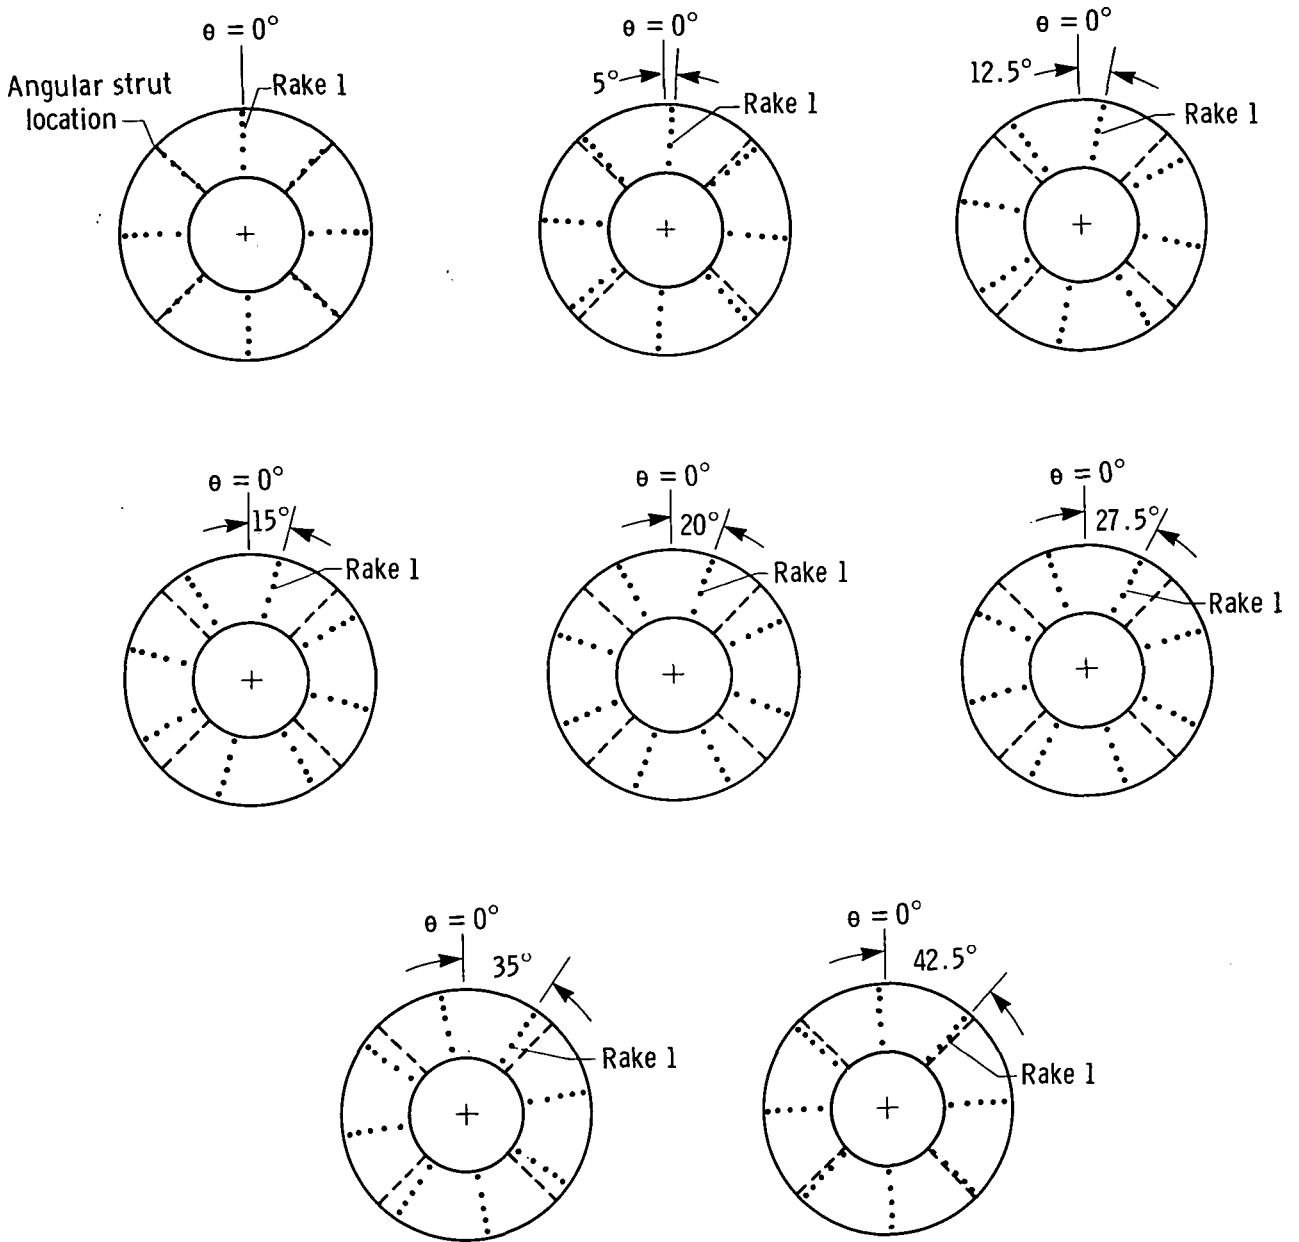 θ = 0°
Angular strut
location
Rake 1
θ = 0°
5°
Rake 1
θ = 0°
12.5°
Rake 1
θ = 0°
15°
Rake 1
θ = 0°
20°
Rake 1
θ = 0°
27.5°
Rake 1
θ = 0°
35°
Rake 1
θ = 0°
42.5°
Rake 1